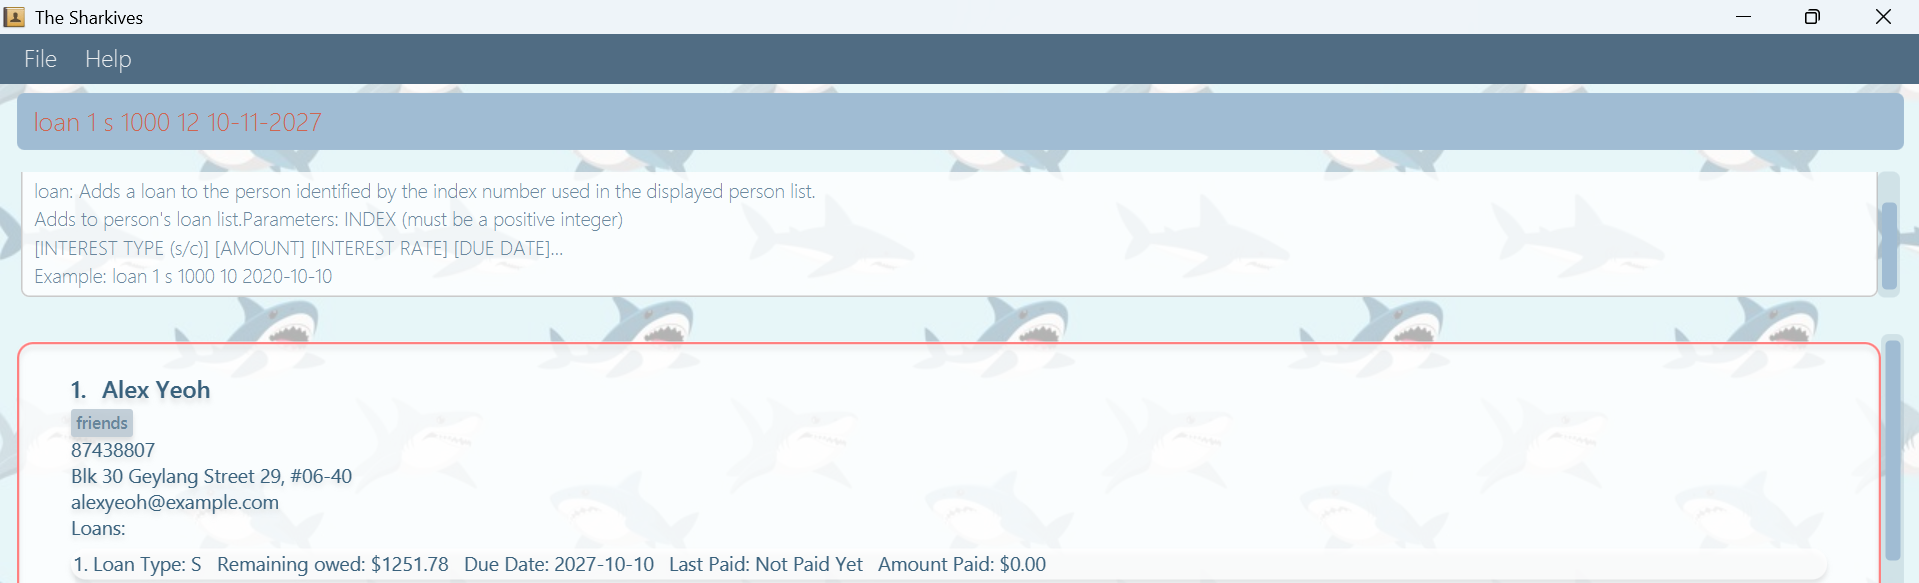 The Sharkives
File Help
loan 1 s 1000 12 10-11-2027
loan: Adds a loan to the person identified by the index number used in the displayed person list.
Adds to person's loan list.Parameters: INDEX (must be a positive integer)
[INTEREST TYPE (s/c)] [AMOUNT] [INTEREST RATE] [DUE DATE]...
Example: loan 1 s 1000 10 2020-10-10
1. Alex Yeoh
friends
87438807
Blk 30 Geylang Street 29, #06-40
alexyeoh@example.com
Loans:
1. Loan Type: S Remaining owed: $1251.78 Due Date: 2027-10-10 Last Paid: Not Paid Yet Amount Paid: $0.00